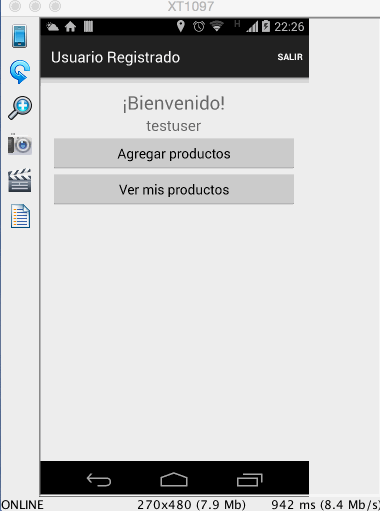 XT1097
H 22:26
Usuario Registrado SALIR
¡Bienvenido!
testuser
Agregar productos
Ver mis productos
ONLINE 270x480 (7.9 Mb) 942 ms (8.4 Mb/s)